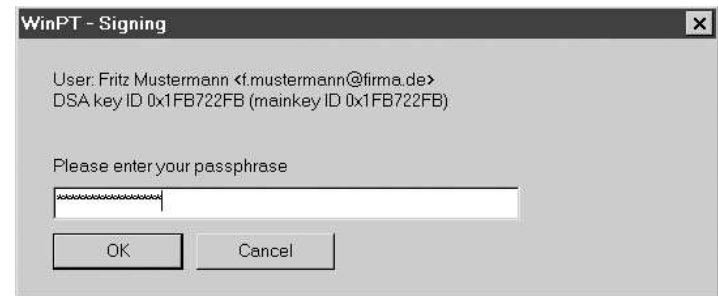 WinPT - Signing
User: Fritz Mustermann <f.mustermann@firma.de>
DSA key ID 0x1FB722FB (mainkey ID 0x1FB722FB)
Please enter your passphrase
OK
Cancel